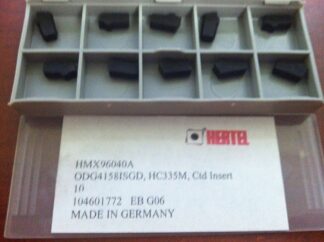 HERTEL
HMX96040A
ODG4158ISGD, HC335M, Ctd Insert
10
104601772 EB G06
MADE IN GERMANY